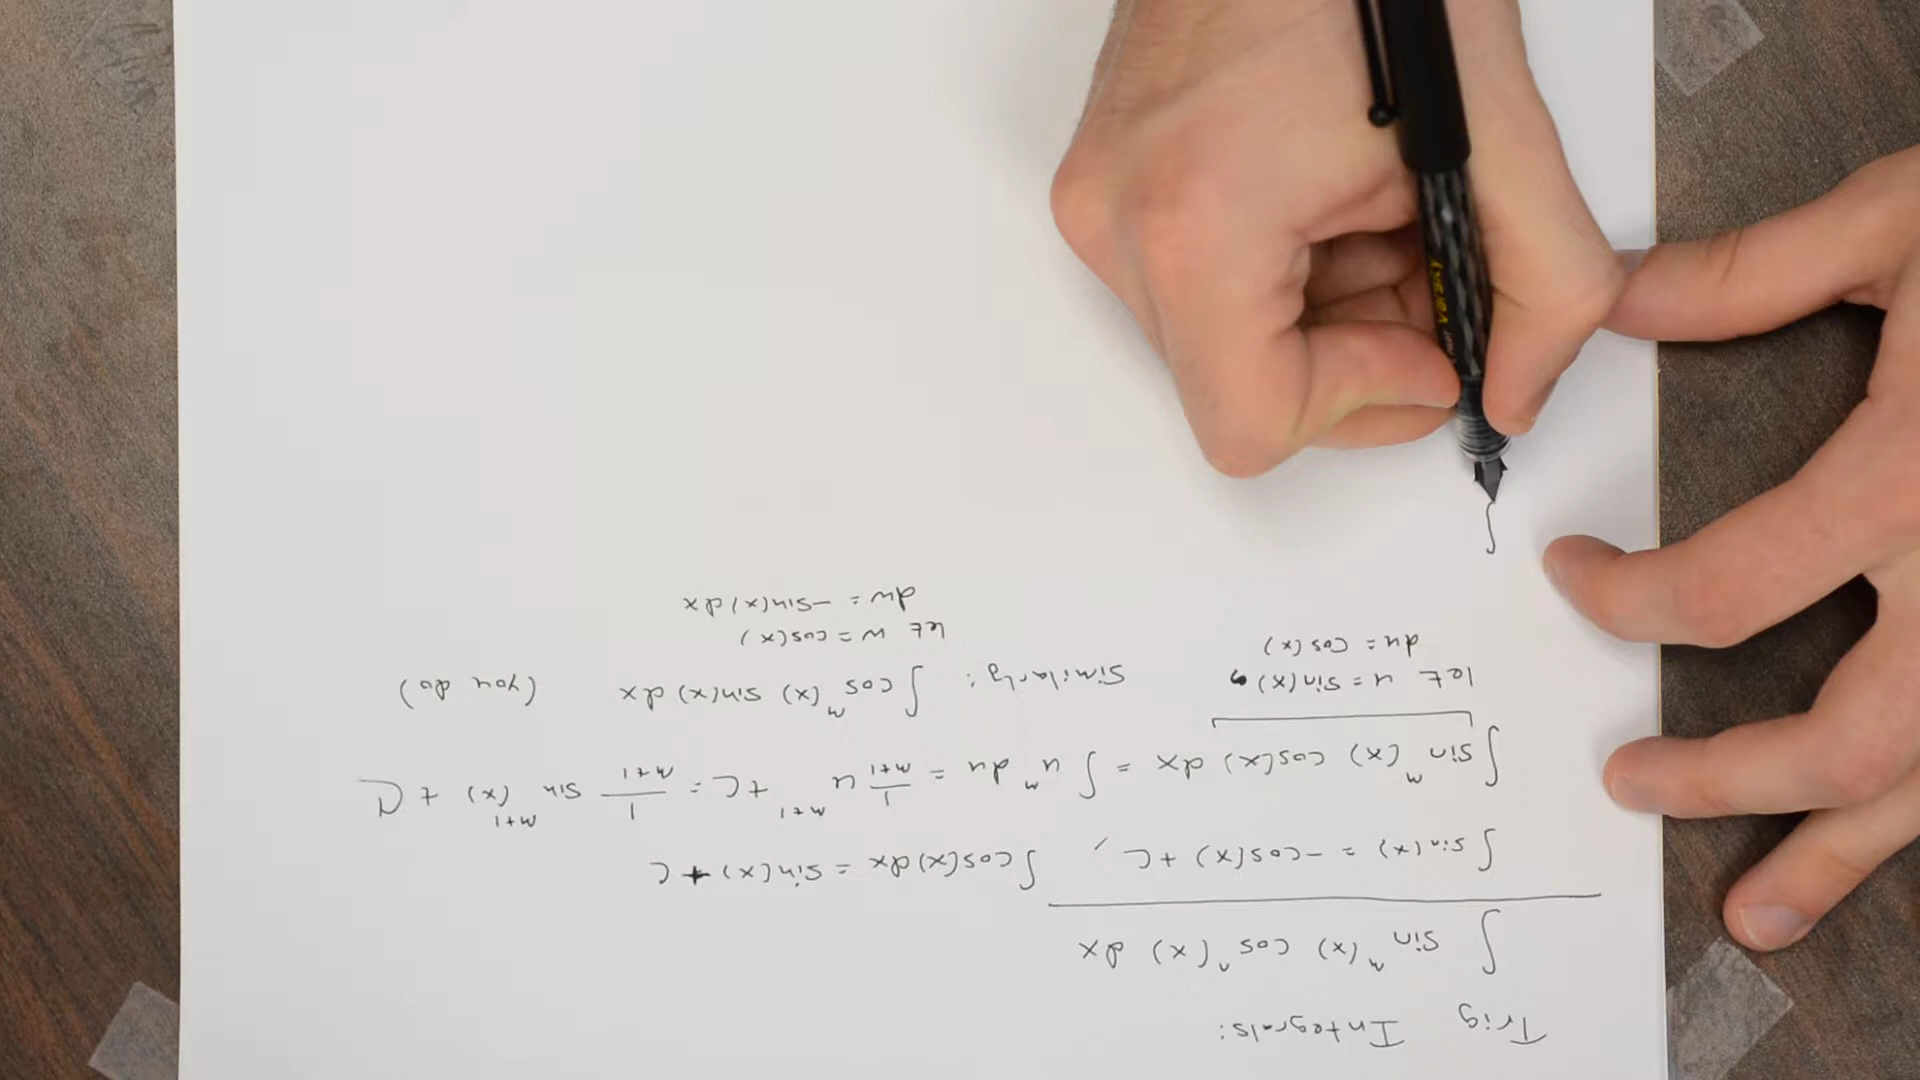 Trig Integrals:
∫ sin^m(x) cos^n(x) dx
∫ sin(x) = -cos(x) + C, ∫cos(x)dx = sin(x) + C
∫ sin^m(x) cos(x) dx = ∫ u^m du = 1/(m+1) u^(m+1) + C = 1/(m+1) sin^(m+1)(x) + C
let u = sin(x)
du = cos(x)
Similarly: ∫ cos^m(x) sin(x) dx (you do)
let w = cos(x)
dw = -sin(x)dx
∫